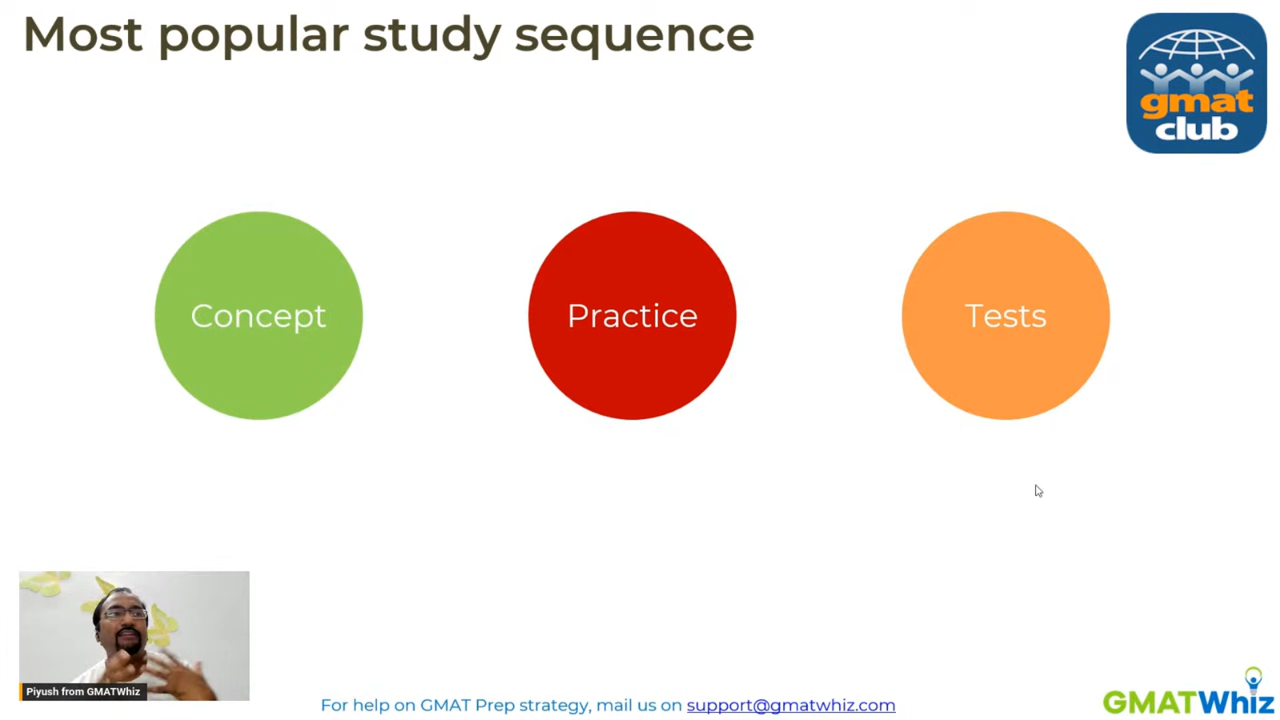 Most popular study sequence
gmat
club
Concept
Practice
Tests
Piyush from GMATWhiz
For help on GMAT Prep strategy, mail us on support@gmatwhiz.com
GMATWhiz